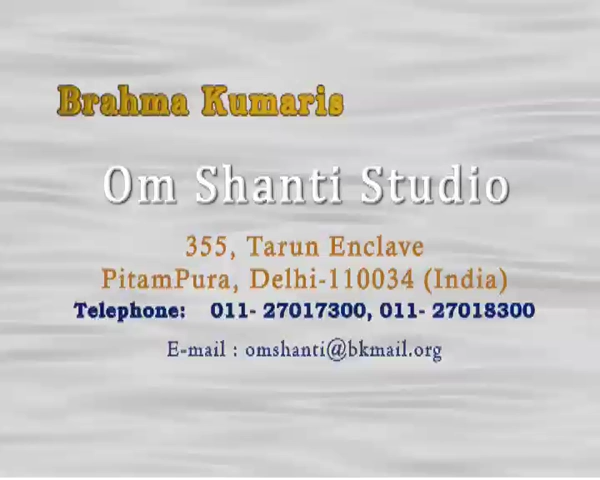 Brahma Kumaris
Om Shanti Studio
355, Tarun Enclave
PitamPura, Delhi-110034 (India)
Telephone: 011- 27017300, 011- 27018300
E-mail : omshanti@bkmail.org